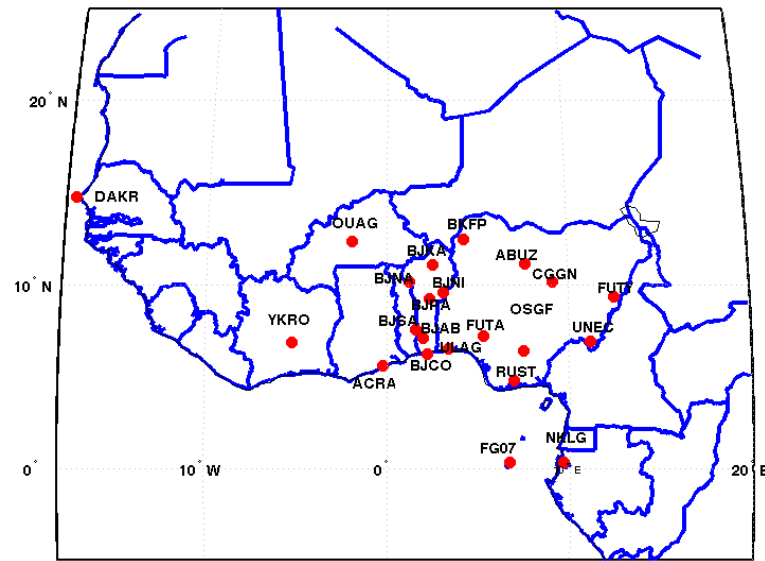 20° N
DAKR
OUAG
BKFP
BJKA
ABUZ
CGGN
10° N
BJNA
BJNI
FUTY
BJPA
OSGF
YKRO
BJSA
BJAB
FUTA
UNEC
ULAG
BJCO
RUST
ACRA
FG07
NKLG
0°
10° W
0°
E
20° E